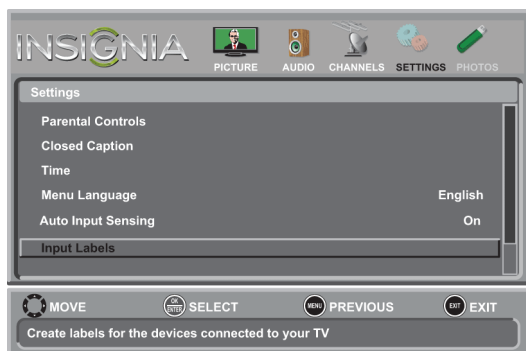 INSIGNIA
PICTURE AUDIO CHANNELS SETTINGS PHOTOS
Settings
Parental Controls
Closed Caption
Time
Menu Language English
Auto Input Sensing On
Input Labels
MOVE OK ENTER SELECT MENU PREVIOUS EXIT EXIT
Create labels for the devices connected to your TV